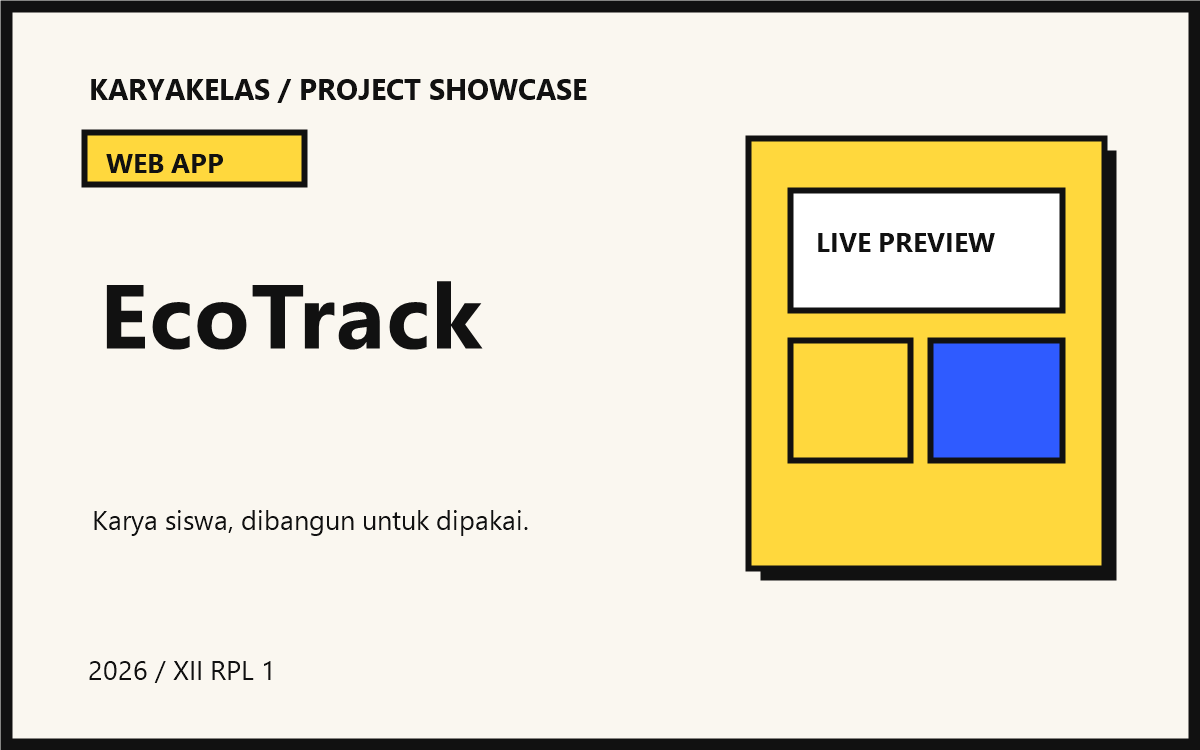 KARYAKELAS / PROJECT SHOWCASE
WEB APP
EcoTrack
Karya siswa, dibangun untuk dipakai.
2026 / XII RPL 1
LIVE PREVIEW